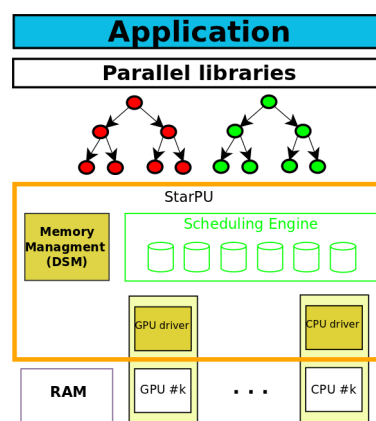 Application
Parallel libraries
StarPU
Memory
Managment
(DSM)
Scheduling Engine
GPU driver
CPU driver
RAM
GPU #k
. . .
CPU #k